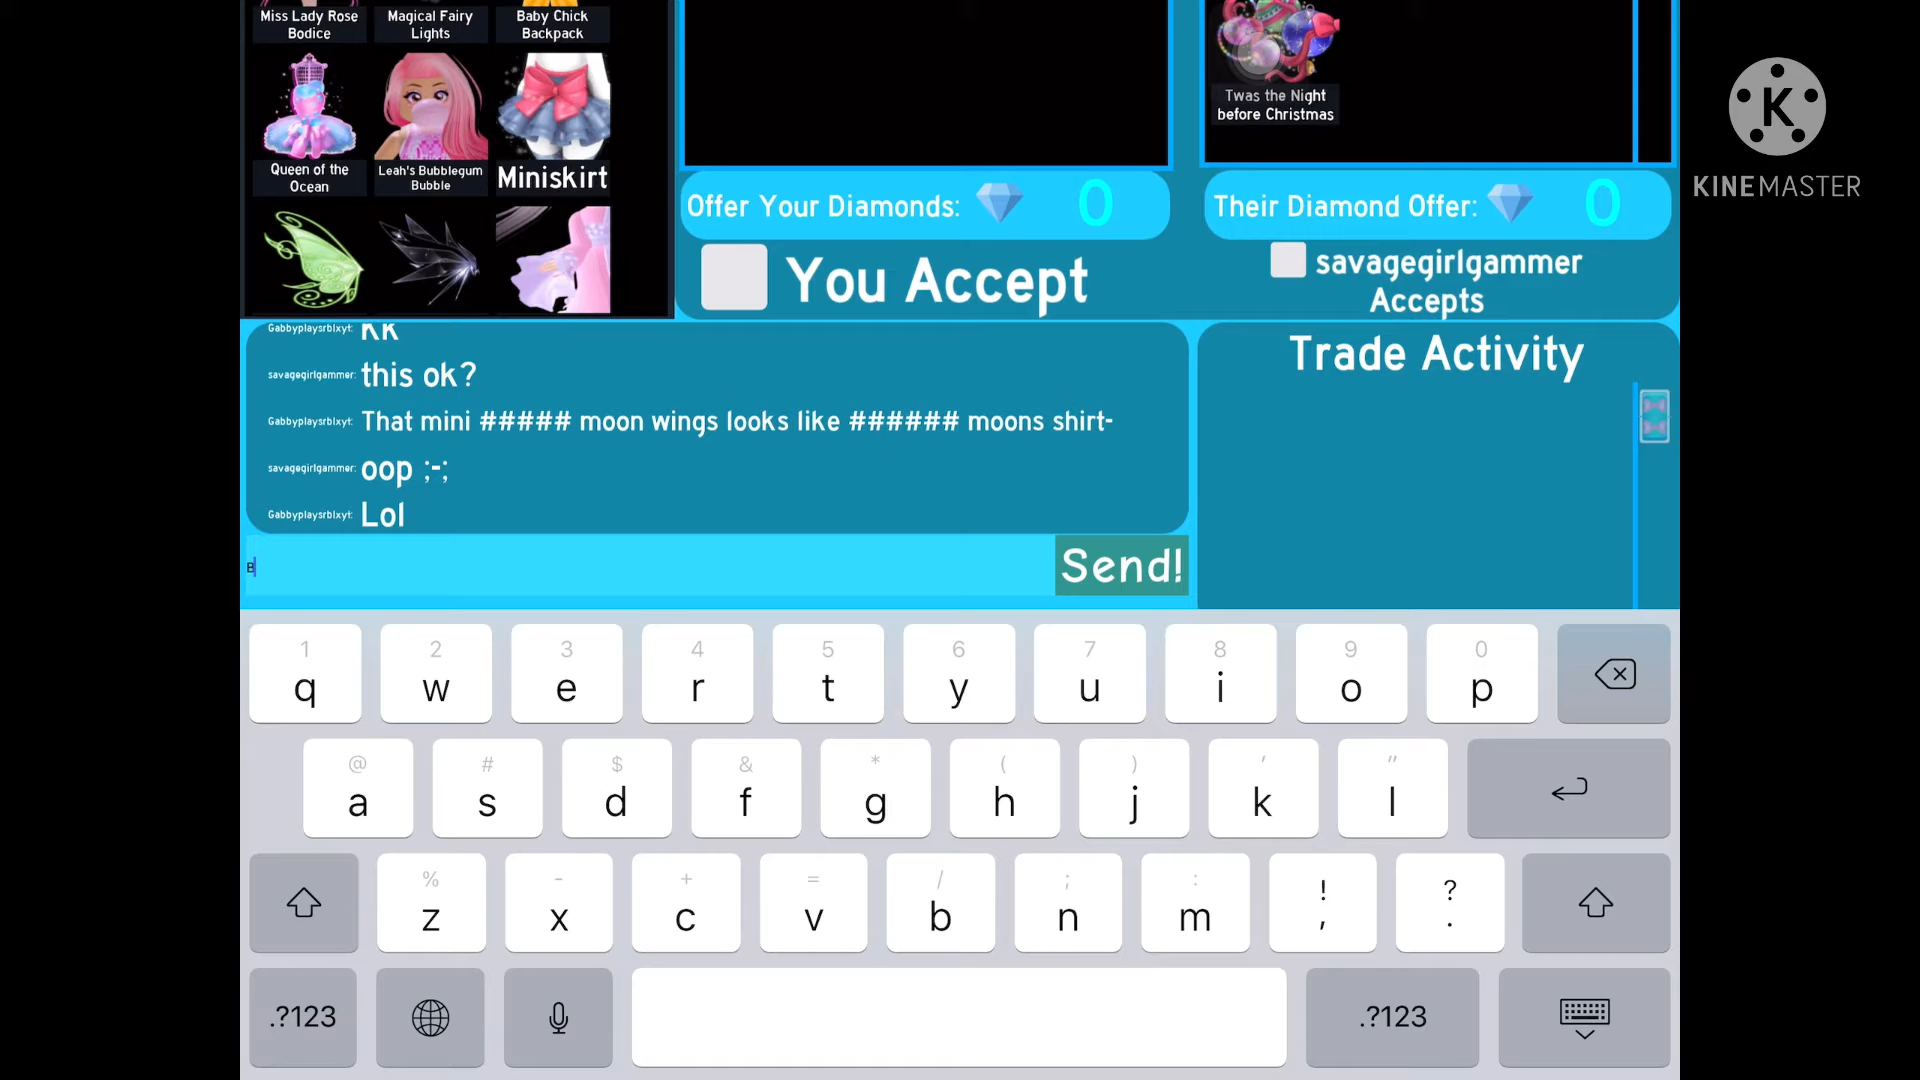 Miss Lady Rose
Bodice
Magical Fairy
Lights
Baby Chick
Backpack
Queen of the
Ocean
Leah's Bubblegum
Bubble
Miniskirt
Twas the Night
before Christmas
Offer Your Diamonds: 0
Their Diamond Offer: 0
You Accept
savagegirlgammer
Accepts
Gabbyplaysrblxyt: KK
savagegirlgammer: this ok?
Gabbyplaysrblxyt: That mini ##### moon wings looks like ###### moons shirt-
savagegirlgammer: oop ;-;
Gabbyplaysrblxyt: Lol
Trade Activity
B
Send!
1 2 3 4 5 6 7 8 9 0
q w e r t y u i o p
@ # $ & * ( ) ' "
a s d f g h j k l
% - + = / ; : ! ?
z x c v b n m , .
.?123 .?123
K
KINEMASTER